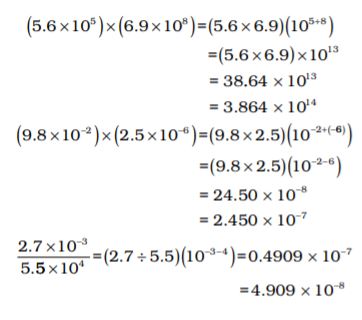 (5.6 × 10⁵) × (6.9 × 10⁸) = (5.6 × 6.9)(10⁵⁺⁸)
= (5.6 × 6.9) × 10¹³
= 38.64 × 10¹³
= 3.864 × 10¹⁴
(9.8 × 10⁻²) × (2.5 × 10⁻⁶) = (9.8 × 2.5)(10⁻²⁺⁽⁻⁶⁾)
= (9.8 × 2.5)(10⁻²⁻⁶)
= 24.50 × 10⁻⁸
= 2.450 × 10⁻⁷
2.7 × 10⁻³ / 5.5 × 10⁴ = (2.7 ÷ 5.5)(10⁻³⁻⁴) = 0.4909 × 10⁻⁷
= 4.909 × 10⁻⁸